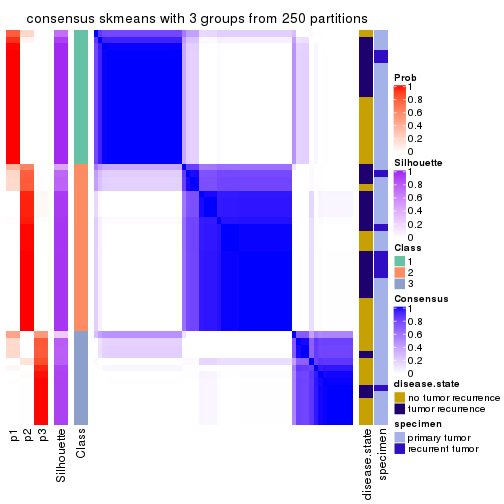 consensus skmeans with 3 groups from 250 partitions
Prob
1
0.8
0.6
0.4
0.2
0
Silhouette
1
0.8
0.6
0.4
0.2
0
Class
1
2
3
Consensus
1
0.8
0.6
0.4
0.2
0
disease.state
no tumor recurrence
tumor recurrence
specimen
primary tumor
recurrent tumor
p1
p2
p3
Silhouette
Class
disease.state
specimen